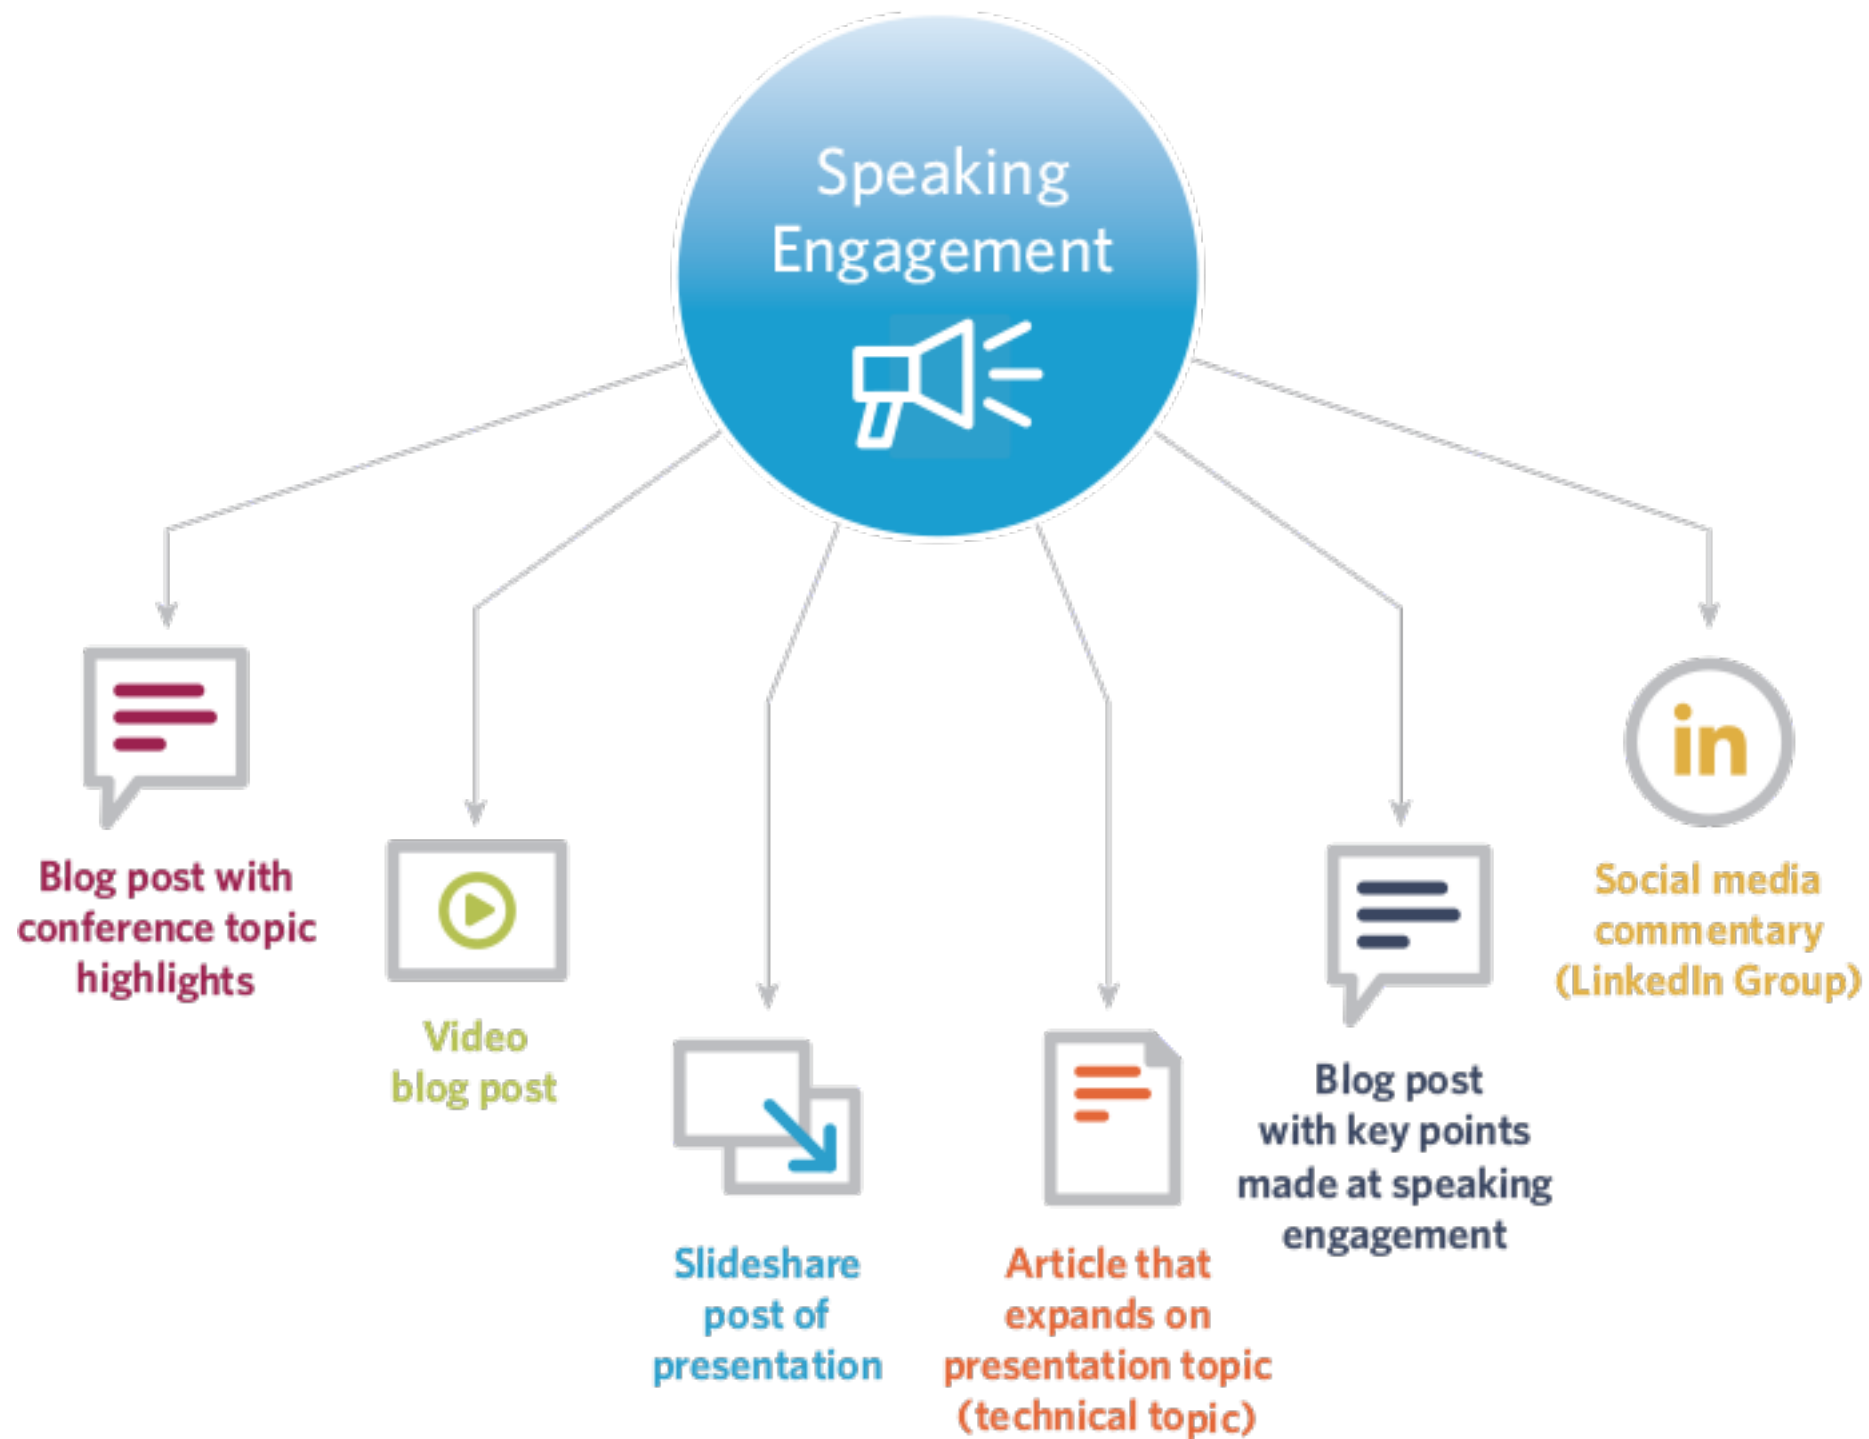 Speaking
Engagement
Blog post with
conference topic
highlights
Video
blog post
Slideshare
post of
presentation
Article that
expands on
presentation topic
(technical topic)
Blog post
with key points
made at speaking
engagement
in
Social media
commentary
(LinkedIn Group)